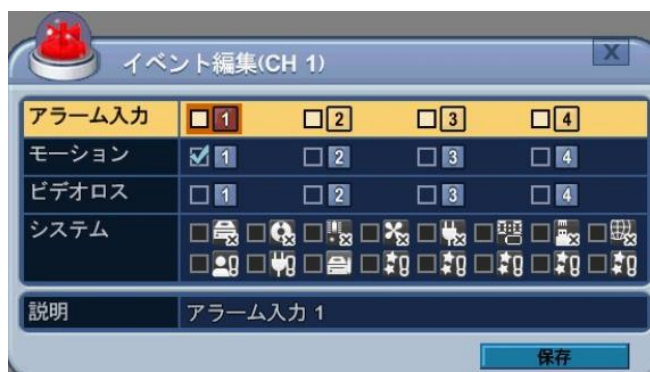 イベント編集(CH 1)
X
アラーム入力 1 2 3 4
モーション 1 2 3 4
ビデオロス 1 2 3 4
システム
説明 アラーム入力 1
保存